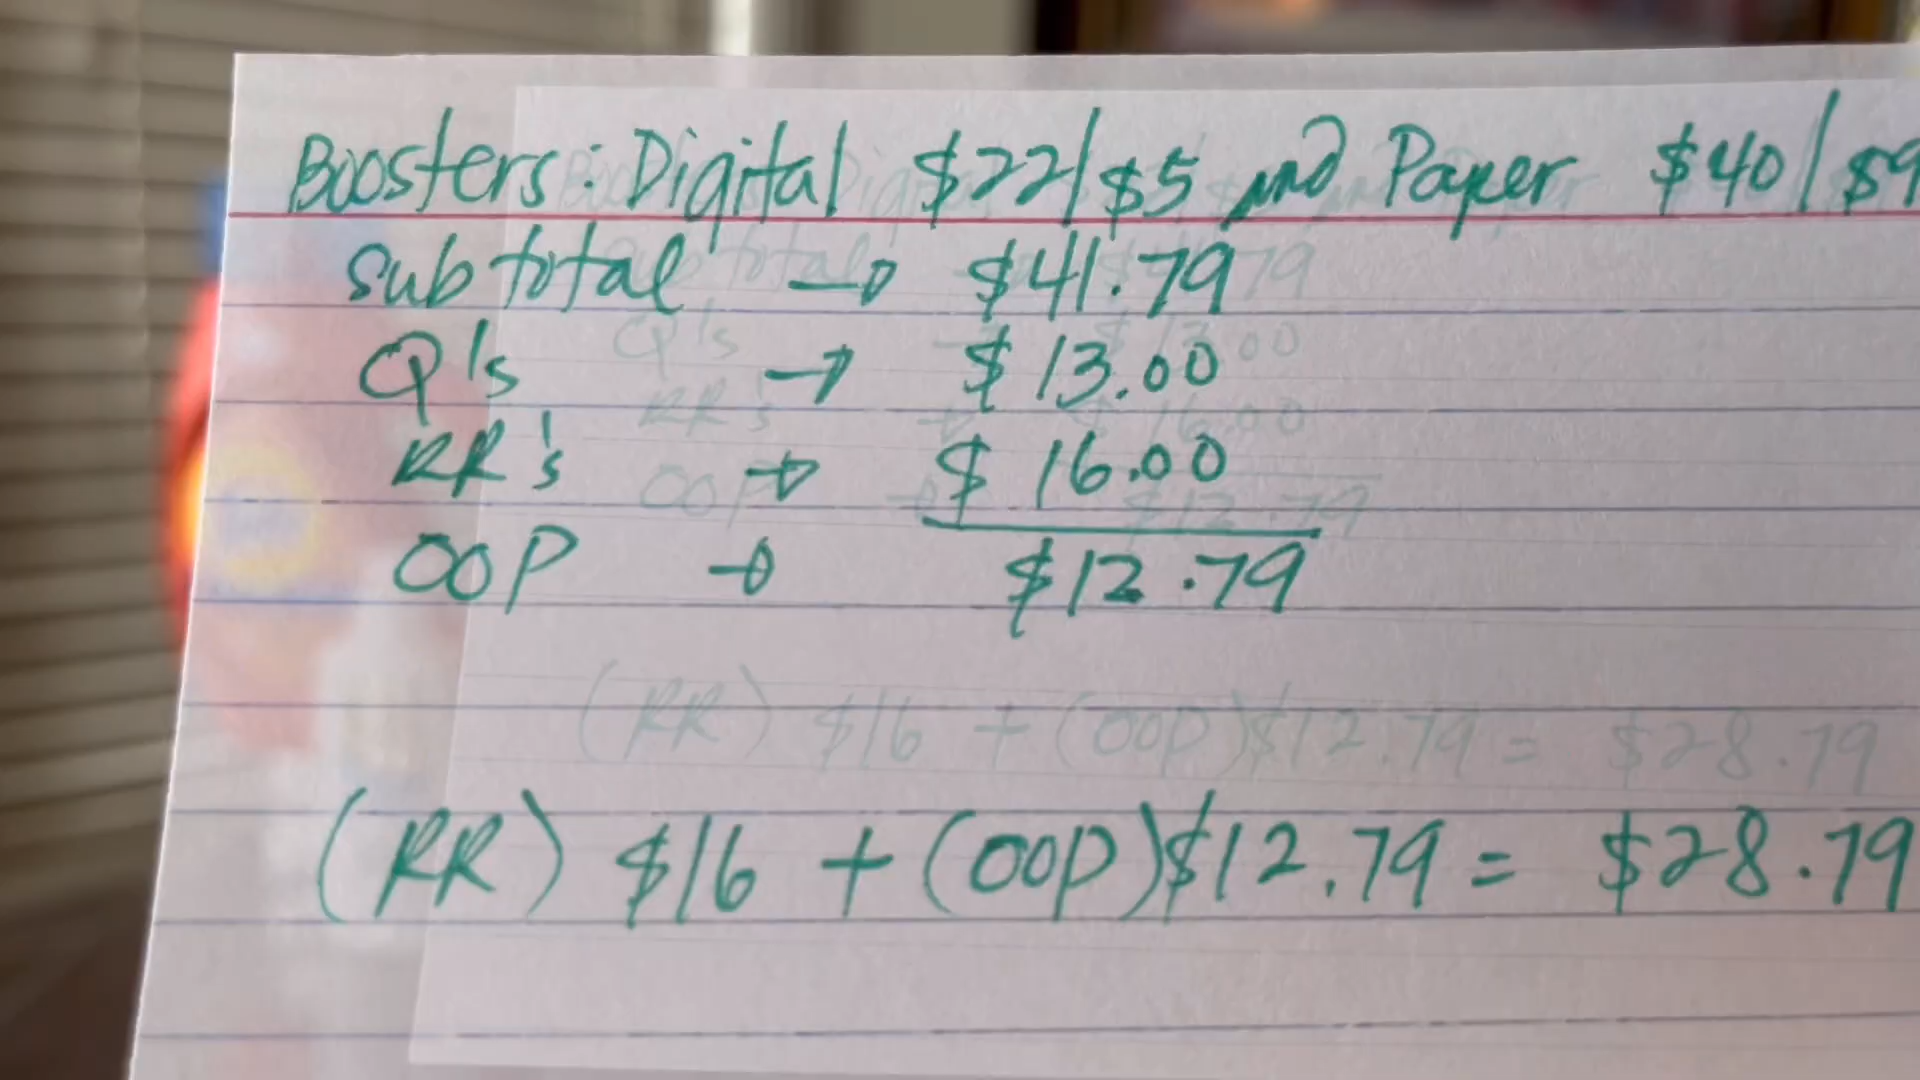 Boosters: Digital $22/$5 and Paper $40/$9
Subtotal → $41.79
Q's → $13.00
RR's → $16.00
OOP → $12.79
(RR) $16 + (OOP) $12.79 = $28.79